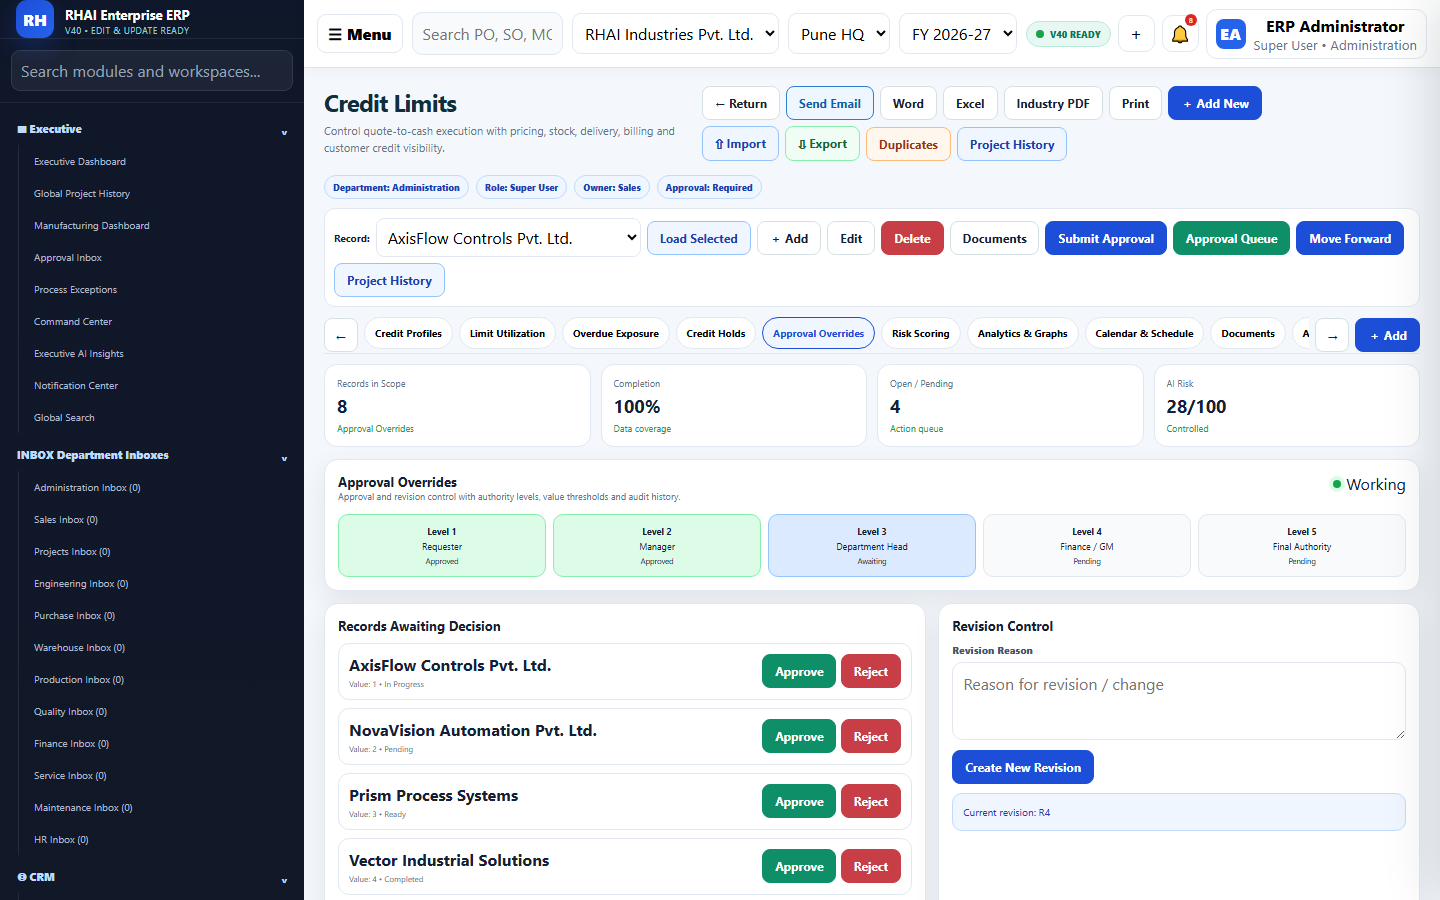 RH
RHAI Enterprise ERP
V40 • EDIT & UPDATE READY
Search modules and workspaces...
Executive
Executive Dashboard
Global Project History
Manufacturing Dashboard
Approval Inbox
Process Exceptions
Command Center
Executive AI Insights
Notification Center
Global Search
INBOX Department Inboxes
Administration Inbox (0)
Sales Inbox (0)
Projects Inbox (0)
Engineering Inbox (0)
Purchase Inbox (0)
Warehouse Inbox (0)
Production Inbox (0)
Quality Inbox (0)
Finance Inbox (0)
Service Inbox (0)
Maintenance Inbox (0)
HR Inbox (0)
CRM
☰ Menu
Search PO, SO, MO
RHAI Industries Pvt. Ltd.
Pune HQ
FY 2026-27
V40 READY
+
8
EA
ERP Administrator
Super User • Administration
Credit Limits
Control quote-to-cash execution with pricing, stock, delivery, billing and
customer credit visibility.
← Return
Send Email
Word
Excel
Industry PDF
Print
+ Add New
⇧ Import
⇩ Export
Duplicates
Project History
Department: Administration
Role: Super User
Owner: Sales
Approval: Required
Record:
AxisFlow Controls Pvt. Ltd.
Load Selected
+ Add
Edit
Delete
Documents
Submit Approval
Approval Queue
Move Forward
Project History
←
Credit Profiles
Limit Utilization
Overdue Exposure
Credit Holds
Approval Overrides
Risk Scoring
Analytics & Graphs
Calendar & Schedule
Documents
A
→
+ Add
Records in Scope
8
Approval Overrides
Completion
100%
Data coverage
Open / Pending
4
Action queue
AI Risk
28/100
Controlled
Approval Overrides
Approval and revision control with authority levels, value thresholds and audit history.
Working
Level 1
Requester
Approved
Level 2
Manager
Approved
Level 3
Department Head
Awaiting
Level 4
Finance / GM
Pending
Level 5
Final Authority
Pending
Records Awaiting Decision
AxisFlow Controls Pvt. Ltd.
Value: 1 • In Progress
Approve
Reject
NovaVision Automation Pvt. Ltd.
Value: 2 • Pending
Approve
Reject
Prism Process Systems
Value: 3 • Ready
Approve
Reject
Vector Industrial Solutions
Value: 4 • Completed
Approve
Reject
Revision Control
Revision Reason
Reason for revision / change
Create New Revision
Current revision: R4